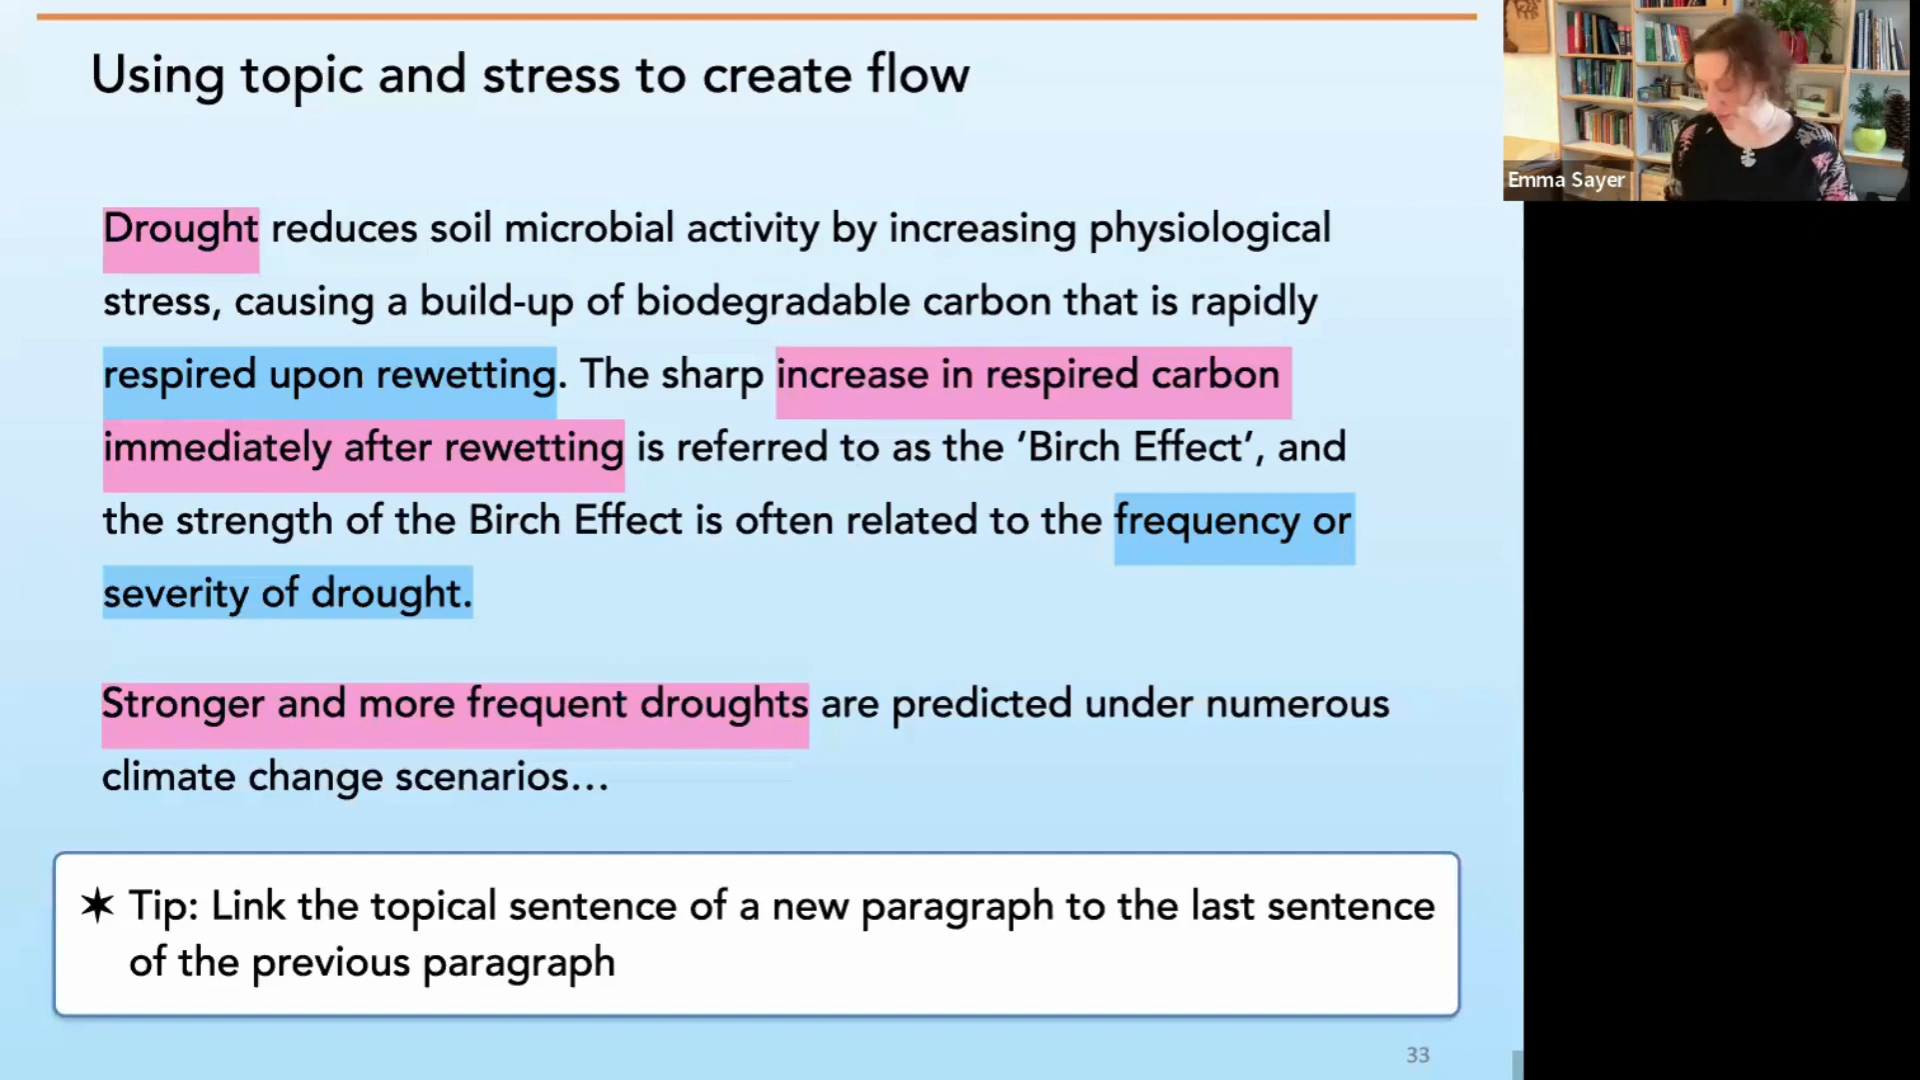 Using topic and stress to create flow
Emma Sayer
Drought reduces soil microbial activity by increasing physiological
stress, causing a build-up of biodegradable carbon that is rapidly
respired upon rewetting. The sharp increase in respired carbon
immediately after rewetting is referred to as the ‘Birch Effect’, and
the strength of the Birch Effect is often related to the frequency or
severity of drought.
Stronger and more frequent droughts are predicted under numerous
climate change scenarios…
✶ Tip: Link the topical sentence of a new paragraph to the last sentence
of the previous paragraph
33